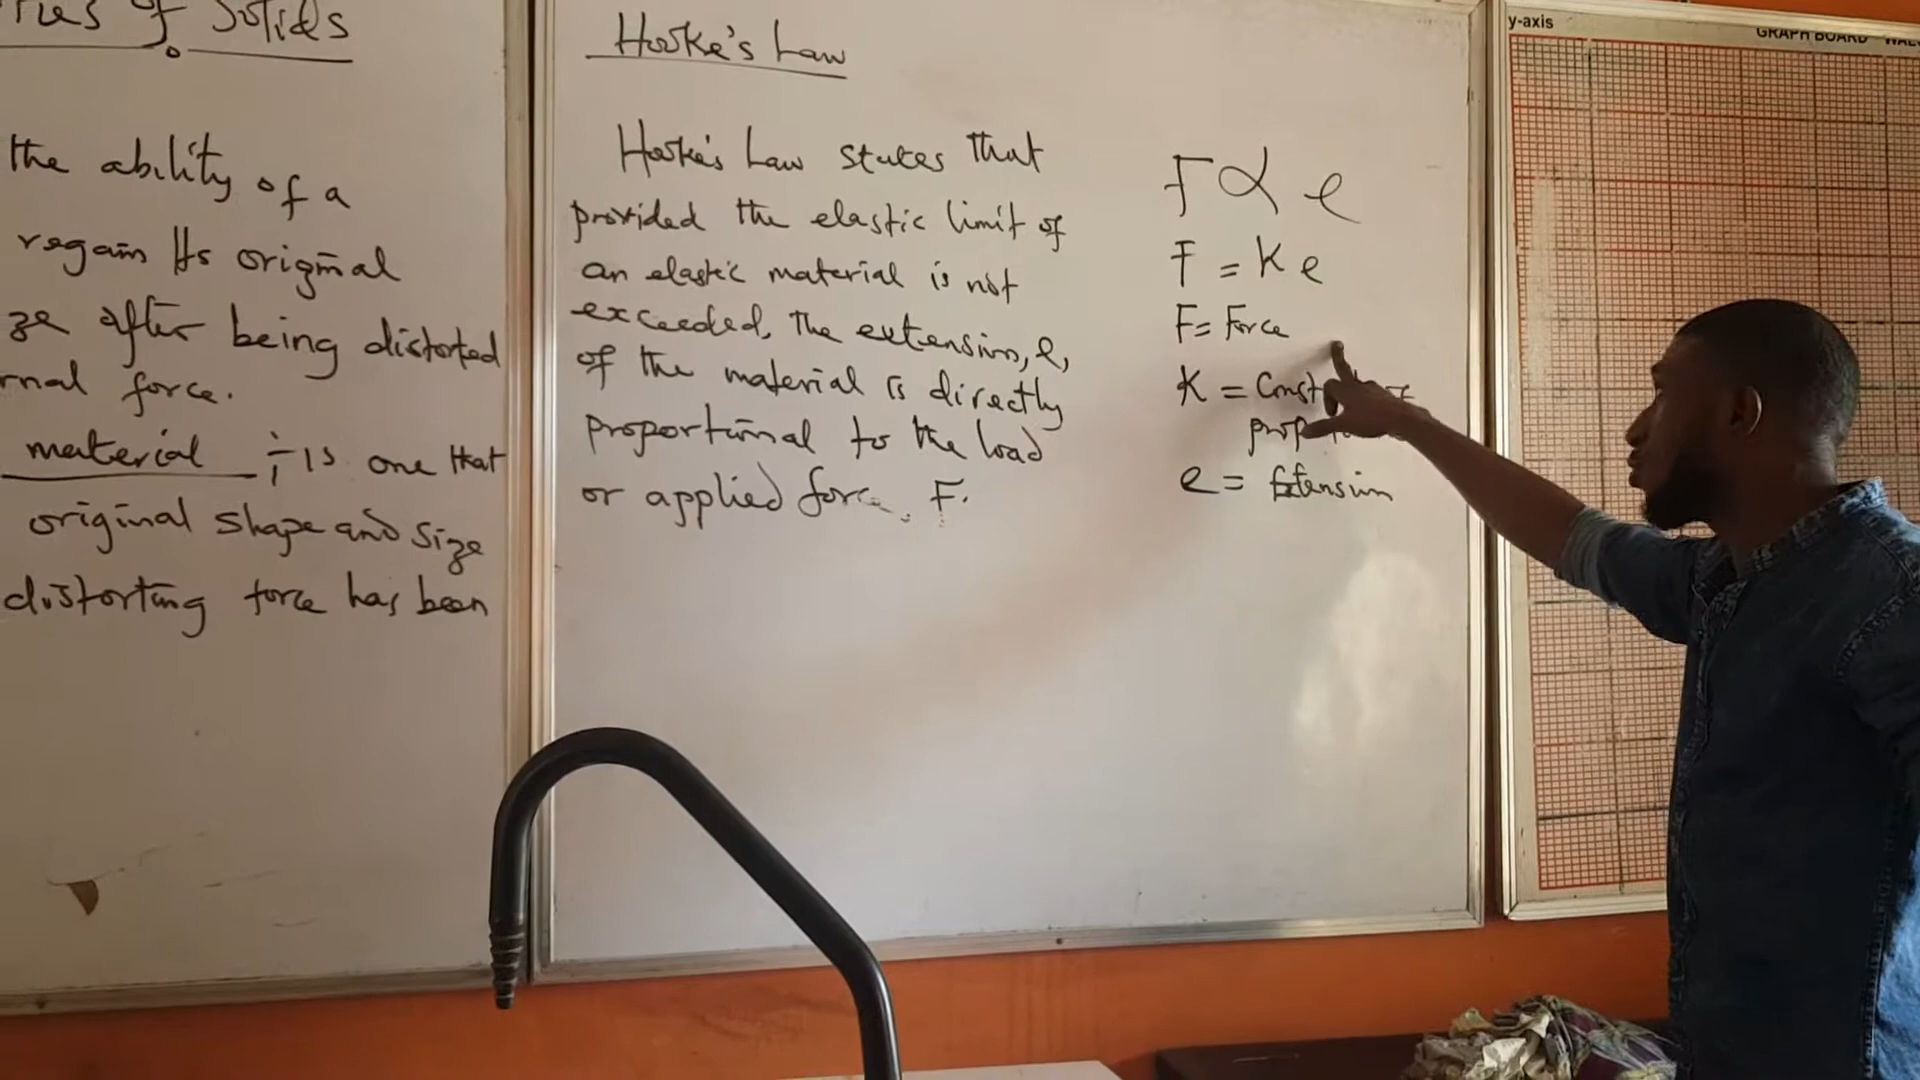 of Solids
the ability of a
regain Its original
after being distorted
force.
material :- is one that
original shape and size
distorting force has been
Hooke's Law
Hooke's Law states that
provided the elastic limit of
an elastic material is not
exceeded, the extension, e,
of the material is directly
proportional to the load
or applied force, F.
F ∝ e
F = Ke
F = Force
K =
e = Extension
y-axis
GRAPH BOARD